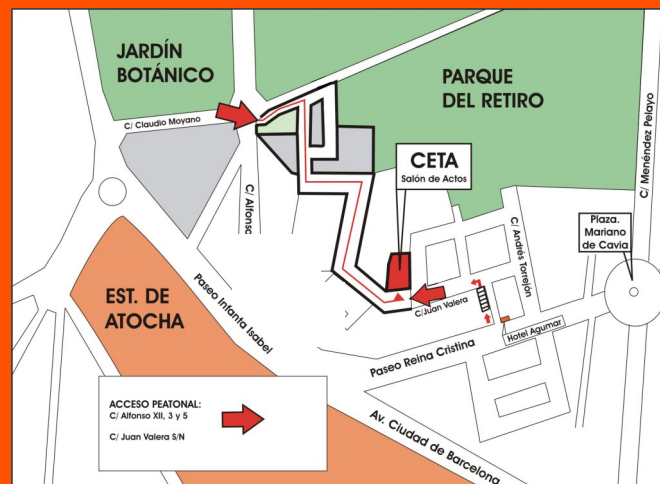 JARDÍN
BOTÁNICO
PARQUE
DEL RETIRO
C/ Claudio Moyano
C/ Menéndez Pelayo
CETA
Salón de Actos
C/ Alfonso
C/ Andrés Torrejón
Plaza.
Mariano
de Cavia
EST. DE
ATOCHA
Paseo Infanta Isabel
C/Juan Valera
Hotel Agumar
Paseo Reina Cristina
ACCESO PEATONAL:
C/ Alfonso XII, 3 y 5
C/ Juan Valera S/N
Av. Ciudad de Barcelona